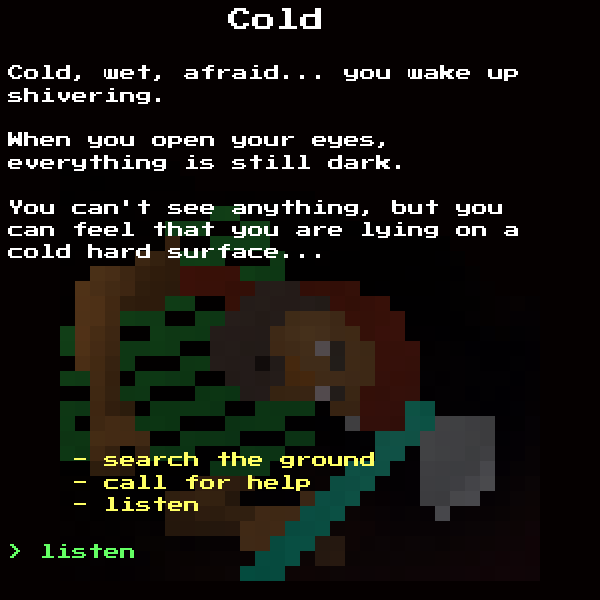 Cold
Cold, wet, afraid... you wake up
shivering.
When you open your eyes,
everything is still dark.
You can't see anything, but you
can feel that you are lying on a
cold hard surface...
- search the ground
- call for help
- listen
> listen